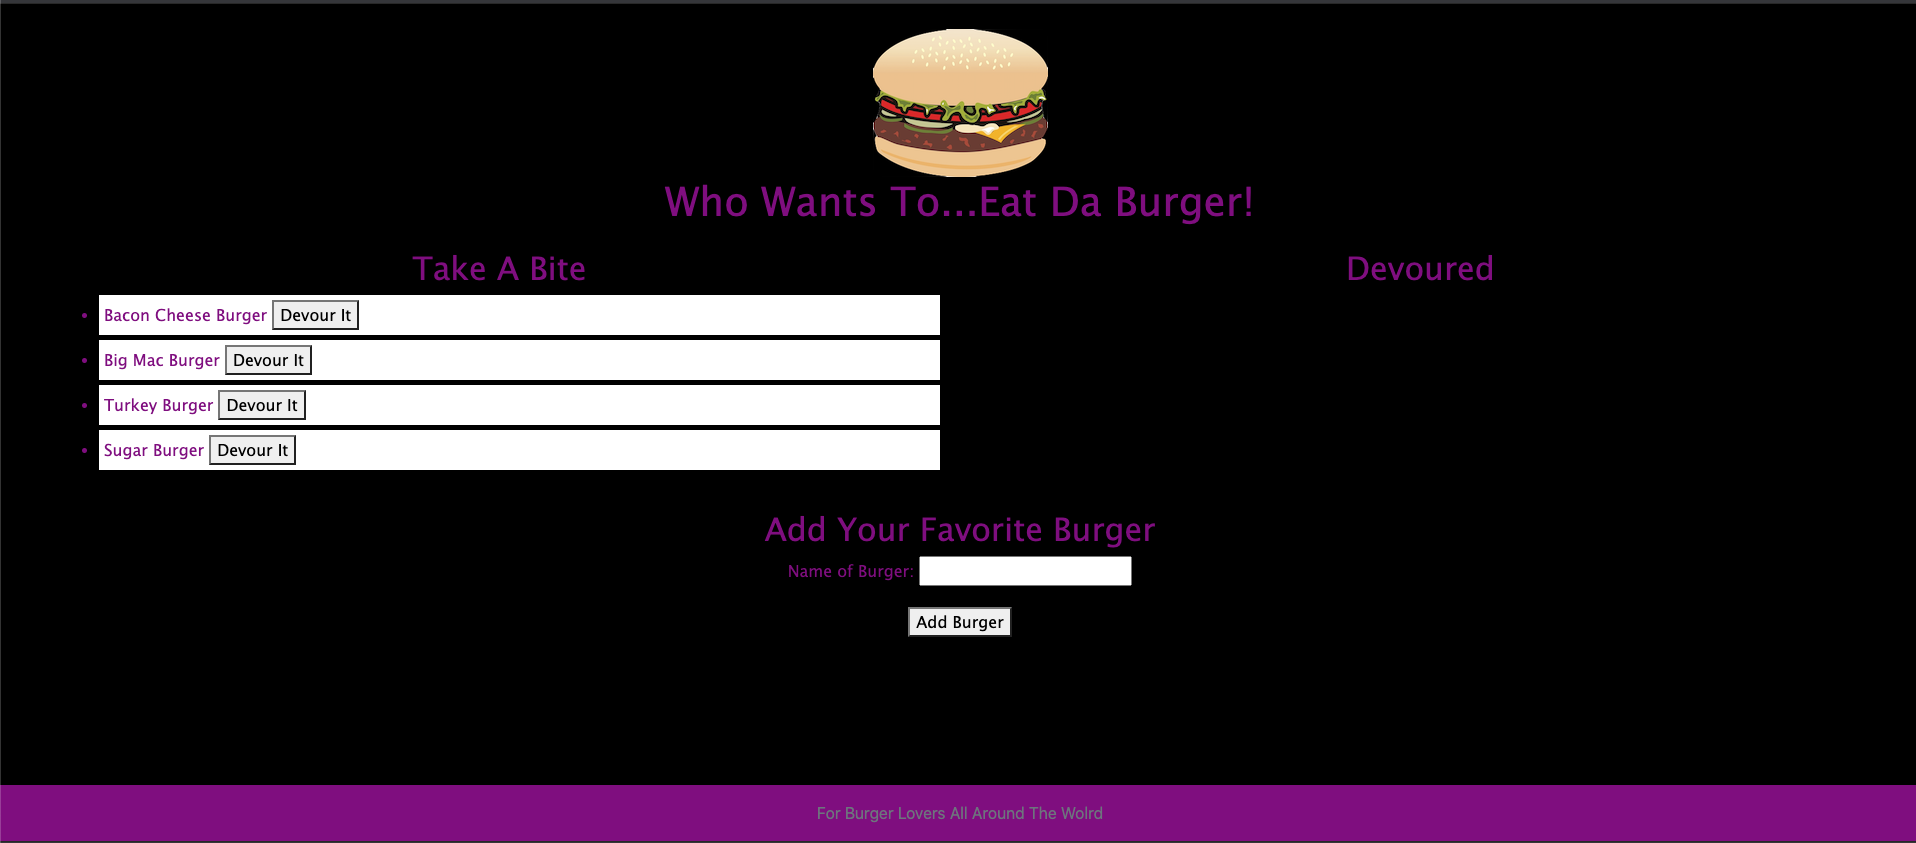 Who Wants To...Eat Da Burger!
Take A Bite
Devoured
Bacon Cheese Burger Devour It
Big Mac Burger Devour It
Turkey Burger Devour It
Sugar Burger Devour It
Add Your Favorite Burger
Name of Burger:
Add Burger
For Burger Lovers All Around The Wolrd